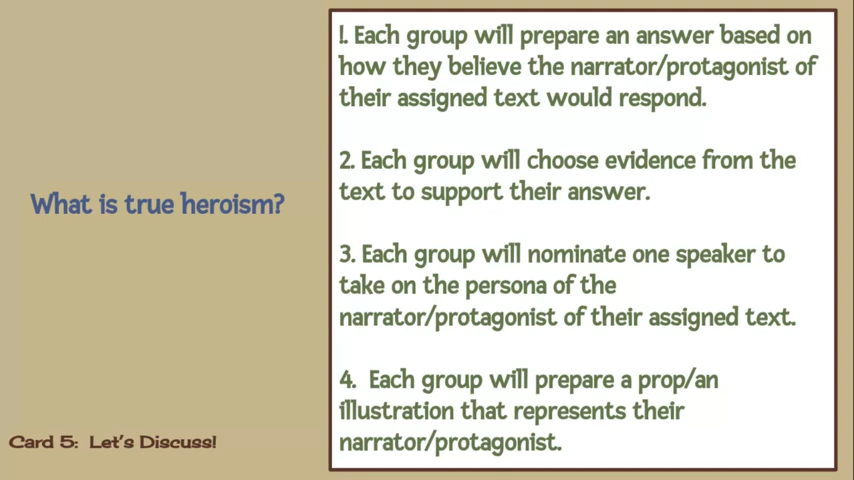 What is true heroism?
Card 5: Let's Discuss!
1. Each group will prepare an answer based on
how they believe the narrator/protagonist of
their assigned text would respond.
2. Each group will choose evidence from the
text to support their answer.
3. Each group will nominate one speaker to
take on the persona of the
narrator/protagonist of their assigned text.
4. Each group will prepare a prop/an
illustration that represents their
narrator/protagonist.